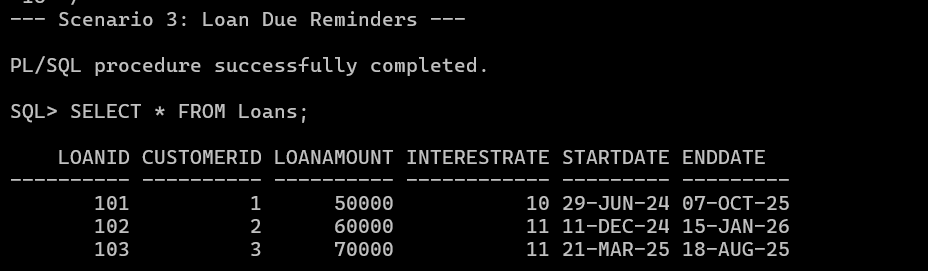 --- Scenario 3: Loan Due Reminders ---
PL/SQL procedure successfully completed.
SQL> SELECT * FROM Loans;
LOANID CUSTOMERID LOANAMOUNT INTERESTRATE STARTDATE ENDDATE
---------- ---------- ---------- ------------ --------- ---------
101 1 50000 10 29-JUN-24 07-OCT-25
102 2 60000 11 11-DEC-24 15-JAN-26
103 3 70000 11 21-MAR-25 18-AUG-25